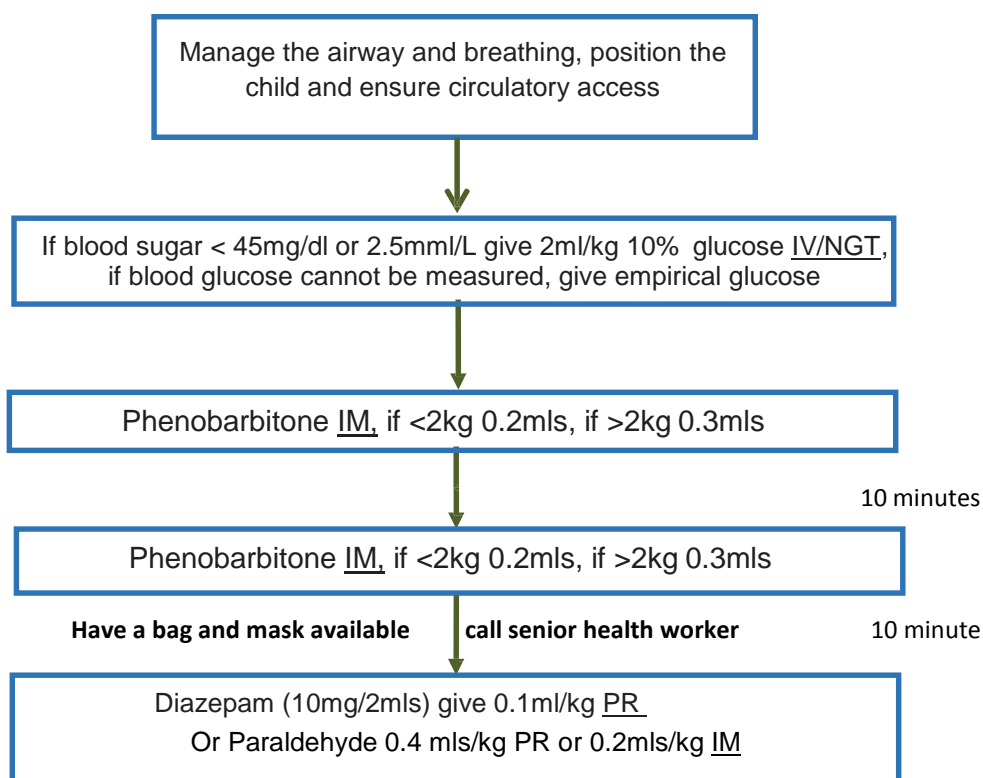 Manage the airway and breathing, position the
child and ensure circulatory access
If blood sugar < 45mg/dl or 2.5mml/L give 2ml/kg 10% glucose IV/NGT,
if blood glucose cannot be measured, give empirical glucose
Phenobarbitone IM, if <2kg 0.2mls, if >2kg 0.3mls
10 minutes
Phenobarbitone IM, if <2kg 0.2mls, if >2kg 0.3mls
Have a bag and mask available call senior health worker 10 minute
Diazepam (10mg/2mls) give 0.1ml/kg PR
Or Paraldehyde 0.4 mls/kg PR or 0.2mls/kg IM